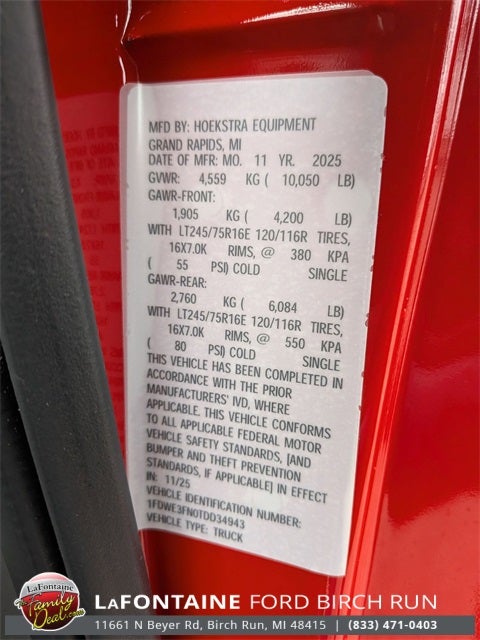 MFD BY: HOEKSTRA EQUIPMENT
GRAND RAPIDS, MI
DATE OF MFR: MO. 11 YR. 2025
GVWR: 4,559 KG ( 10,050 LB)
GAWR-FRONT:
1,905 KG ( 4,200 LB)
WITH LT245/75R16E 120/116R TIRES,
16X7.0K RIMS, @ 380 KPA
( 55 PSI) COLD SINGLE
GAWR-REAR:
2,760 KG ( 6,084 LB)
WITH LT245/75R16E 120/116R TIRES,
16X7.0K RIMS, @ 550 KPA
( 80 PSI) COLD SINGLE
THIS VEHICLE HAS BEEN COMPLETED IN
ACCORDANCE WITH THE PRIOR
MANUFACTURERS' IVD, WHERE
APPLICABLE. THIS VEHICLE CONFORMS
TO ALL APPLICABLE FEDERAL MOTOR
VEHICLE SAFETY STANDARDS, [AND
BUMPER AND THEFT PREVENTION
STANDARDS, IF APPLICABLE] IN EFFECT
IN: 11/25
VEHICLE IDENTIFICATION NUMBER:
1FDWE3FN0TDD34943
VEHICLE TYPE: TRUCK
LaFontaine
Family
Deal.com
LAFONTAINE FORD BIRCH RUN
11661 N Beyer Rd, Birch Run, MI 48415 | (833) 471-0403